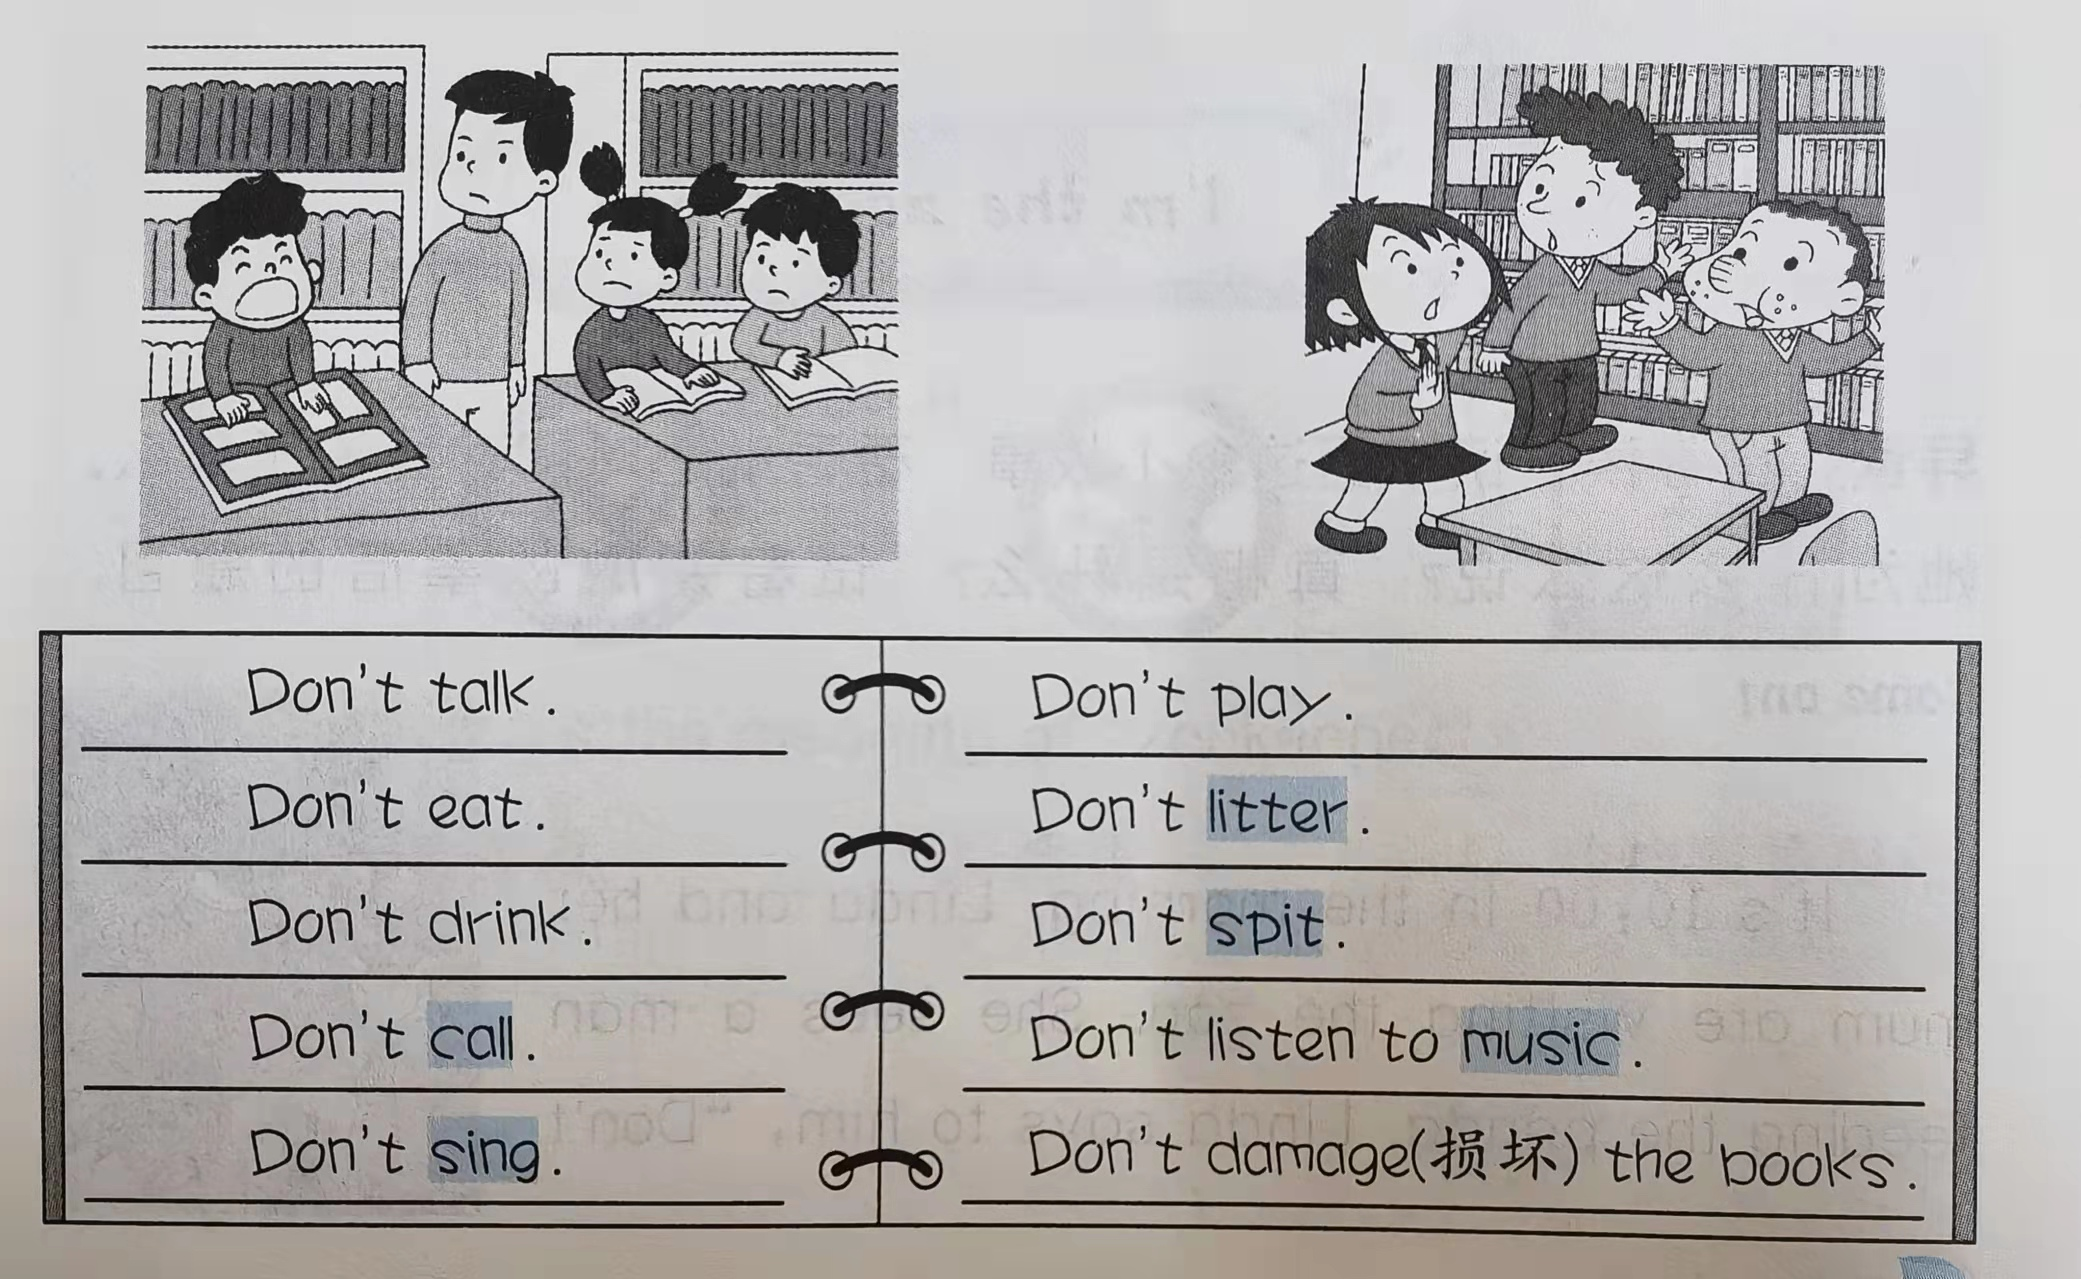 Don't talk.
Don't eat.
Don't drink.
Don't call.
Don't sing.
Don't play.
Don't litter.
Don't spit.
Don't listen to music.
Don't damage(损坏) the books.